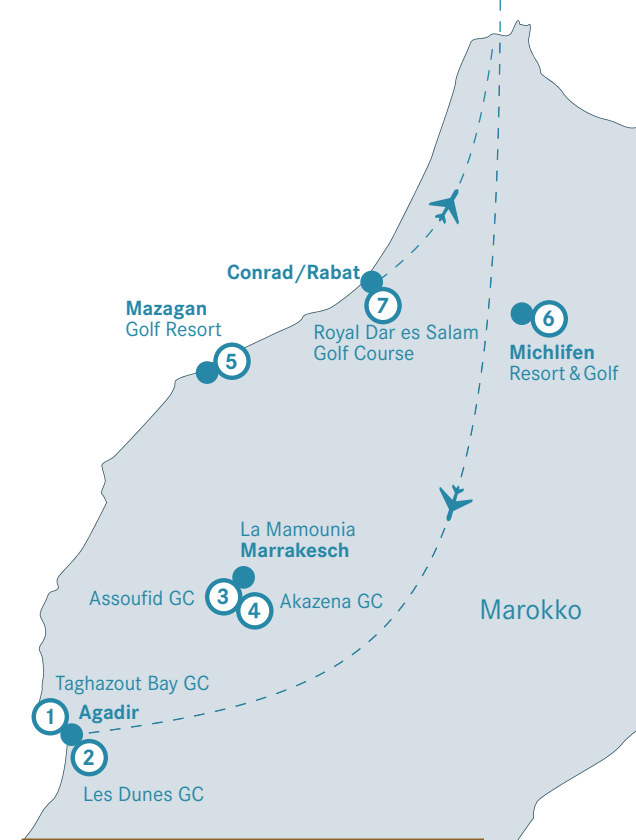 Conrad/Rabat
7
Royal Dar es Salam
Golf Course
Mazagan
Golf Resort
5
6
Michlifen
Resort & Golf
La Mamounia
Marrakesch
Assoufid GC
3
4
Akazena GC
Marokko
Taghazout Bay GC
1
Agadir
2
Les Dunes GC